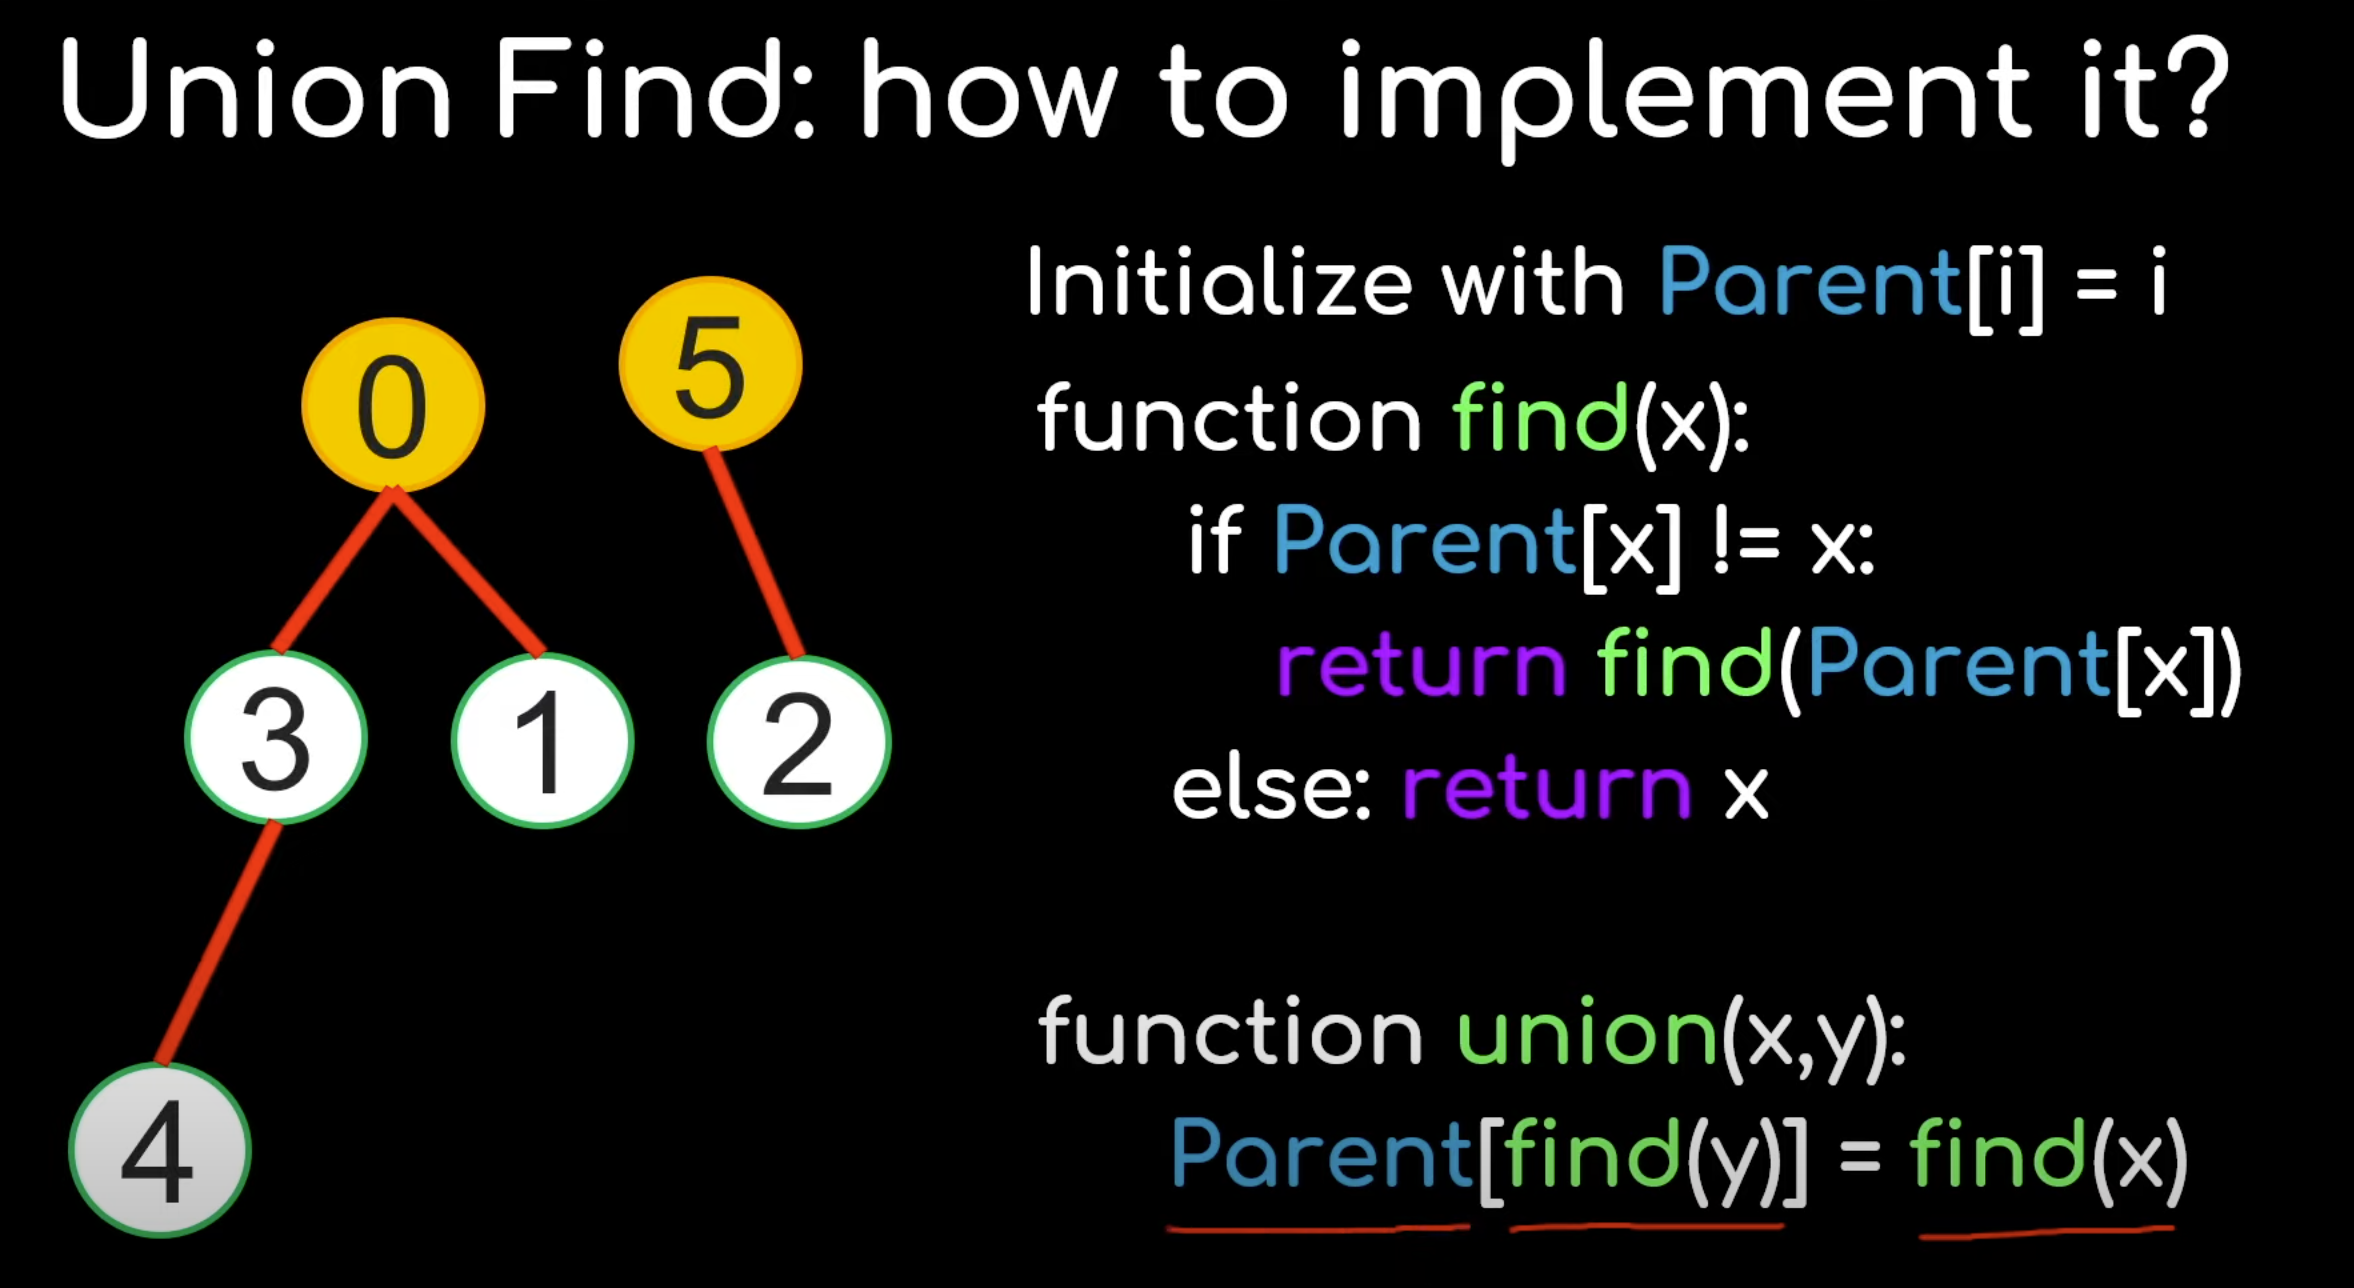 Union Find: how to implement it?
0
5
3
1
2
4
Initialize with Parent[i] = i
function find(x):
if Parent[x] != x:
return find(Parent[x])
else: return x
function union(x,y):
Parent[find(y)] = find(x)